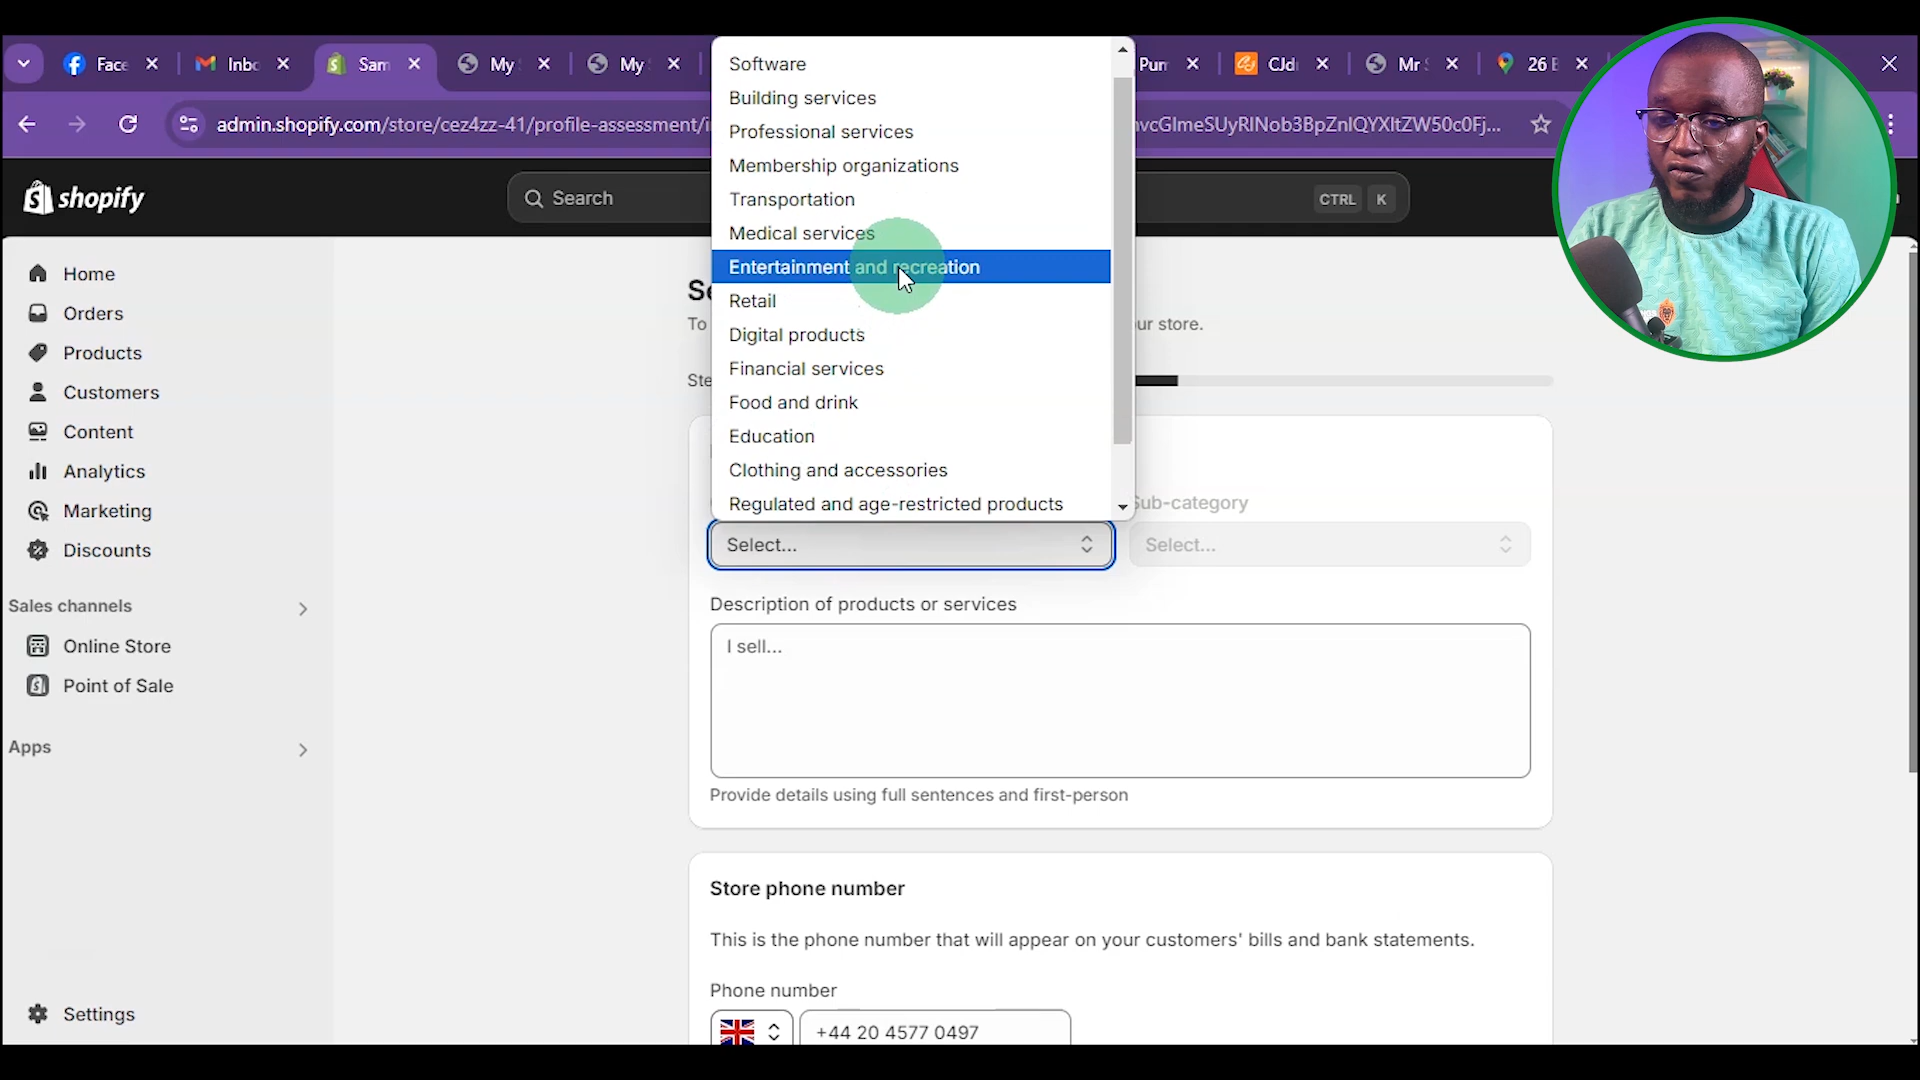 Face
Inbo
Sam
My
My
Pum
CJd
Mr S
26 E
admin.shopify.com/store/cez4zz-41/profile-assessment/i
shopify
Search
CTRL K
Software
Building services
Professional services
Membership organizations
Transportation
Medical services
Entertainment and recreation
Retail
Digital products
Financial services
Food and drink
Education
Clothing and accessories
Regulated and age-restricted products
Home
Orders
Products
Customers
Content
Analytics
Marketing
Discounts
Sales channels
Online Store
Point of Sale
Apps
Settings
To
ur store.
Sub-category
Select...
Select...
Description of products or services
I sell...
Provide details using full sentences and first-person
Store phone number
This is the phone number that will appear on your customers' bills and bank statements.
Phone number
+44 20 4577 0497